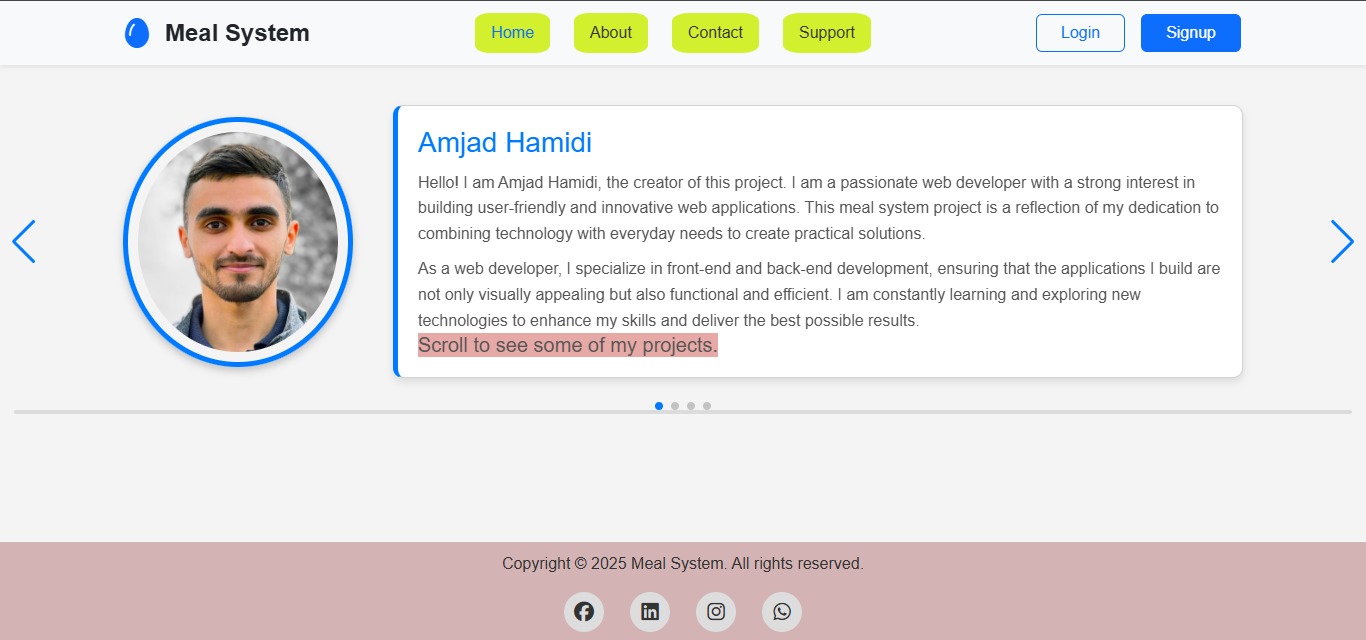 Meal System
Home
About
Contact
Support
Login
Signup
Amjad Hamidi
Hello! I am Amjad Hamidi, the creator of this project. I am a passionate web developer with a strong interest in
building user-friendly and innovative web applications. This meal system project is a reflection of my dedication to
combining technology with everyday needs to create practical solutions.
As a web developer, I specialize in front-end and back-end development, ensuring that the applications I build are
not only visually appealing but also functional and efficient. I am constantly learning and exploring new
technologies to enhance my skills and deliver the best possible results.
Scroll to see some of my projects.
Copyright © 2025 Meal System. All rights reserved.